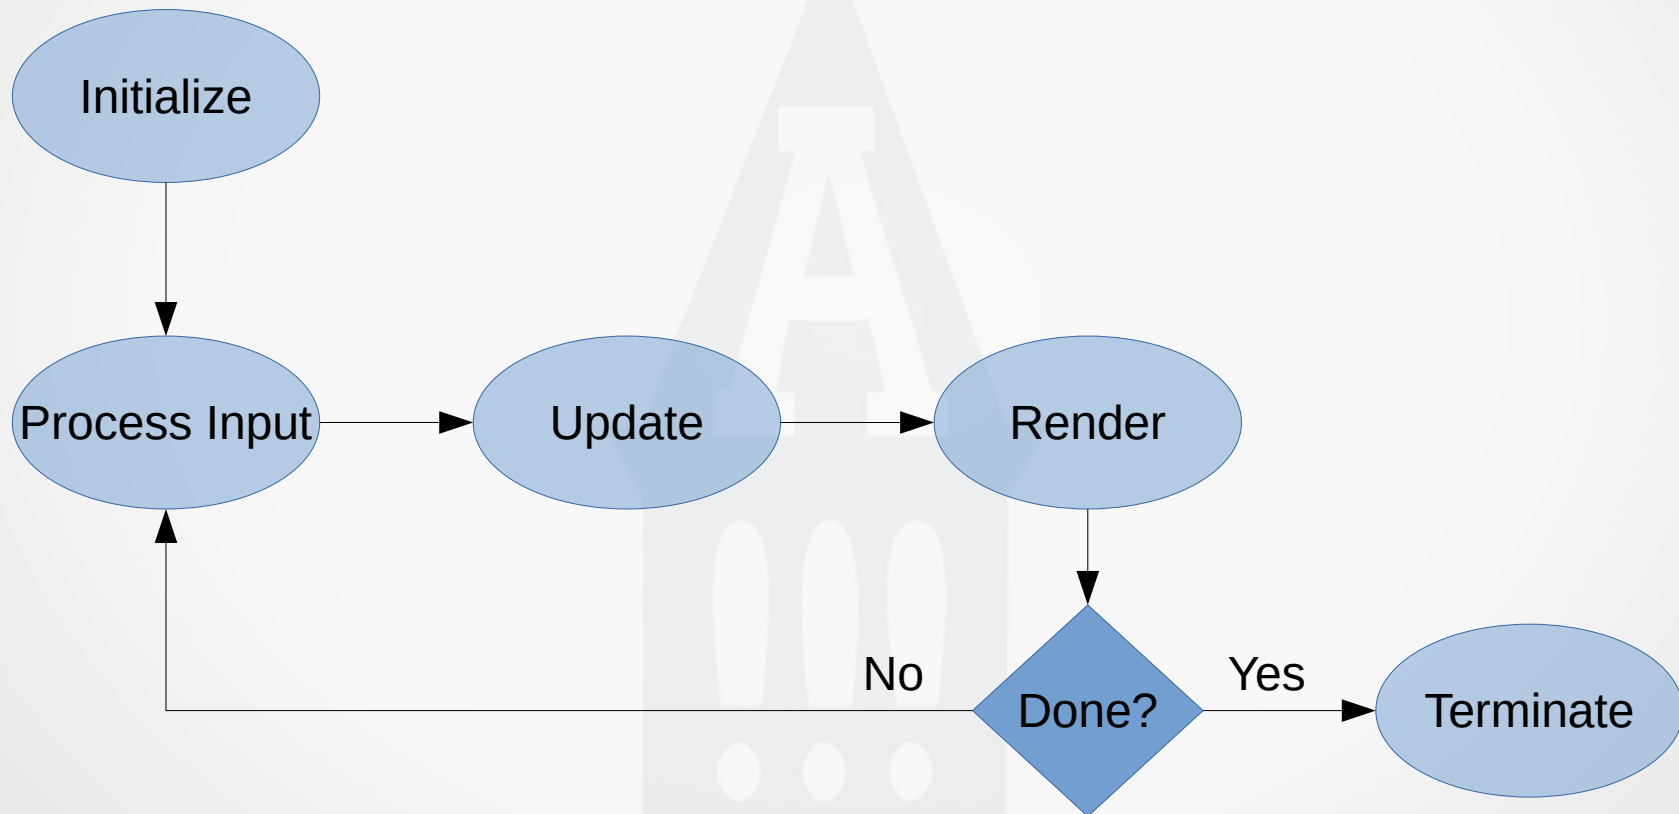 Initialize
Process Input
Update
Render
No
Done?
Yes
Terminate
A